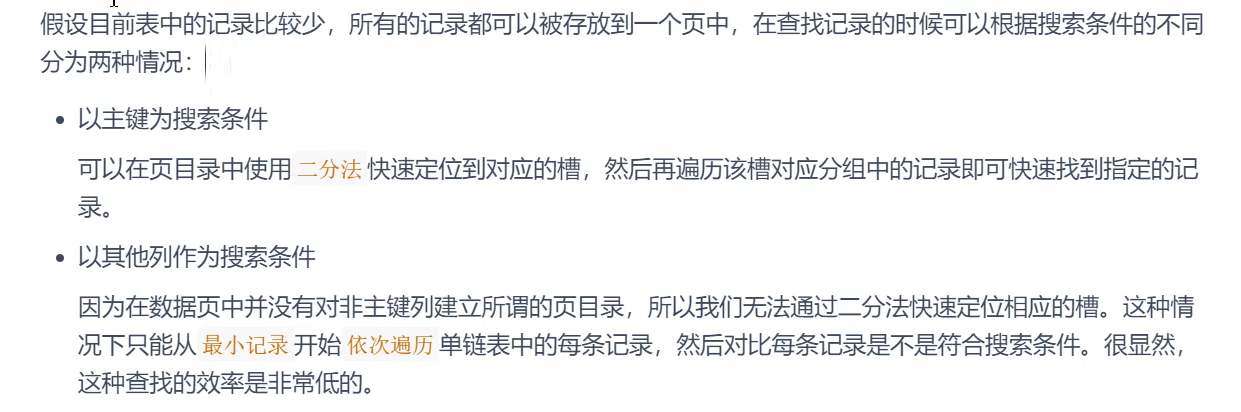 假设目前表中的记录比较少，所有的记录都可以被存放到一个页中，在查找记录的时候可以根据搜索条件的不同
分为两种情况：
• 以主键为搜索条件
可以在页目录中使用 二分法 快速定位到对应的槽，然后再遍历该槽对应分组中的记录即可快速找到指定的记
录。
• 以其他列作为搜索条件
因为在数据页中并没有对非主键列建立所谓的页目录，所以我们无法通过二分法快速定位相应的槽。这种情
况下只能从 最小记录 开始 依次遍历 单链表中的每条记录，然后对比每条记录是不是符合搜索条件。很显然，
这种查找的效率是非常低的。